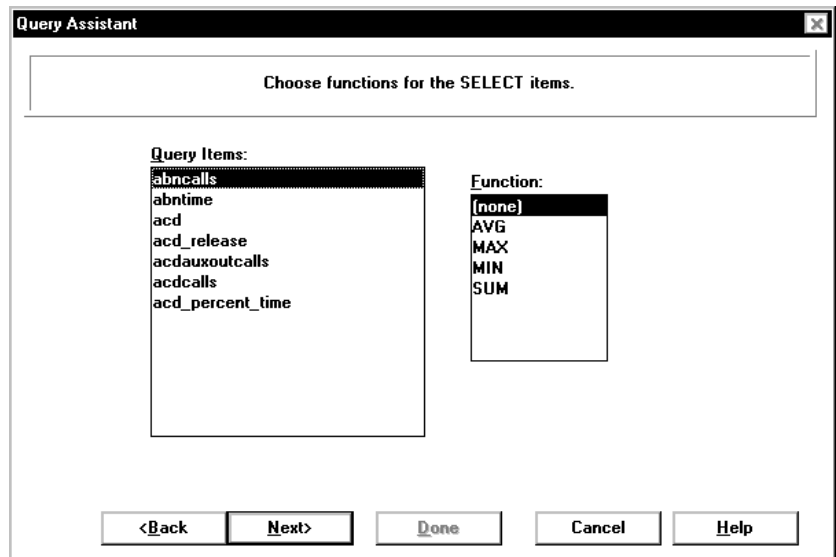 Query Assistant
Choose functions for the SELECT items.
Query Items:
abncalls
abntime
acd
acd_release
acdauxoutcalls
acdcalls
acd_percent_time
Function:
(none)
AVG
MAX
MIN
SUM
<Back
Next>
Done
Cancel
Help